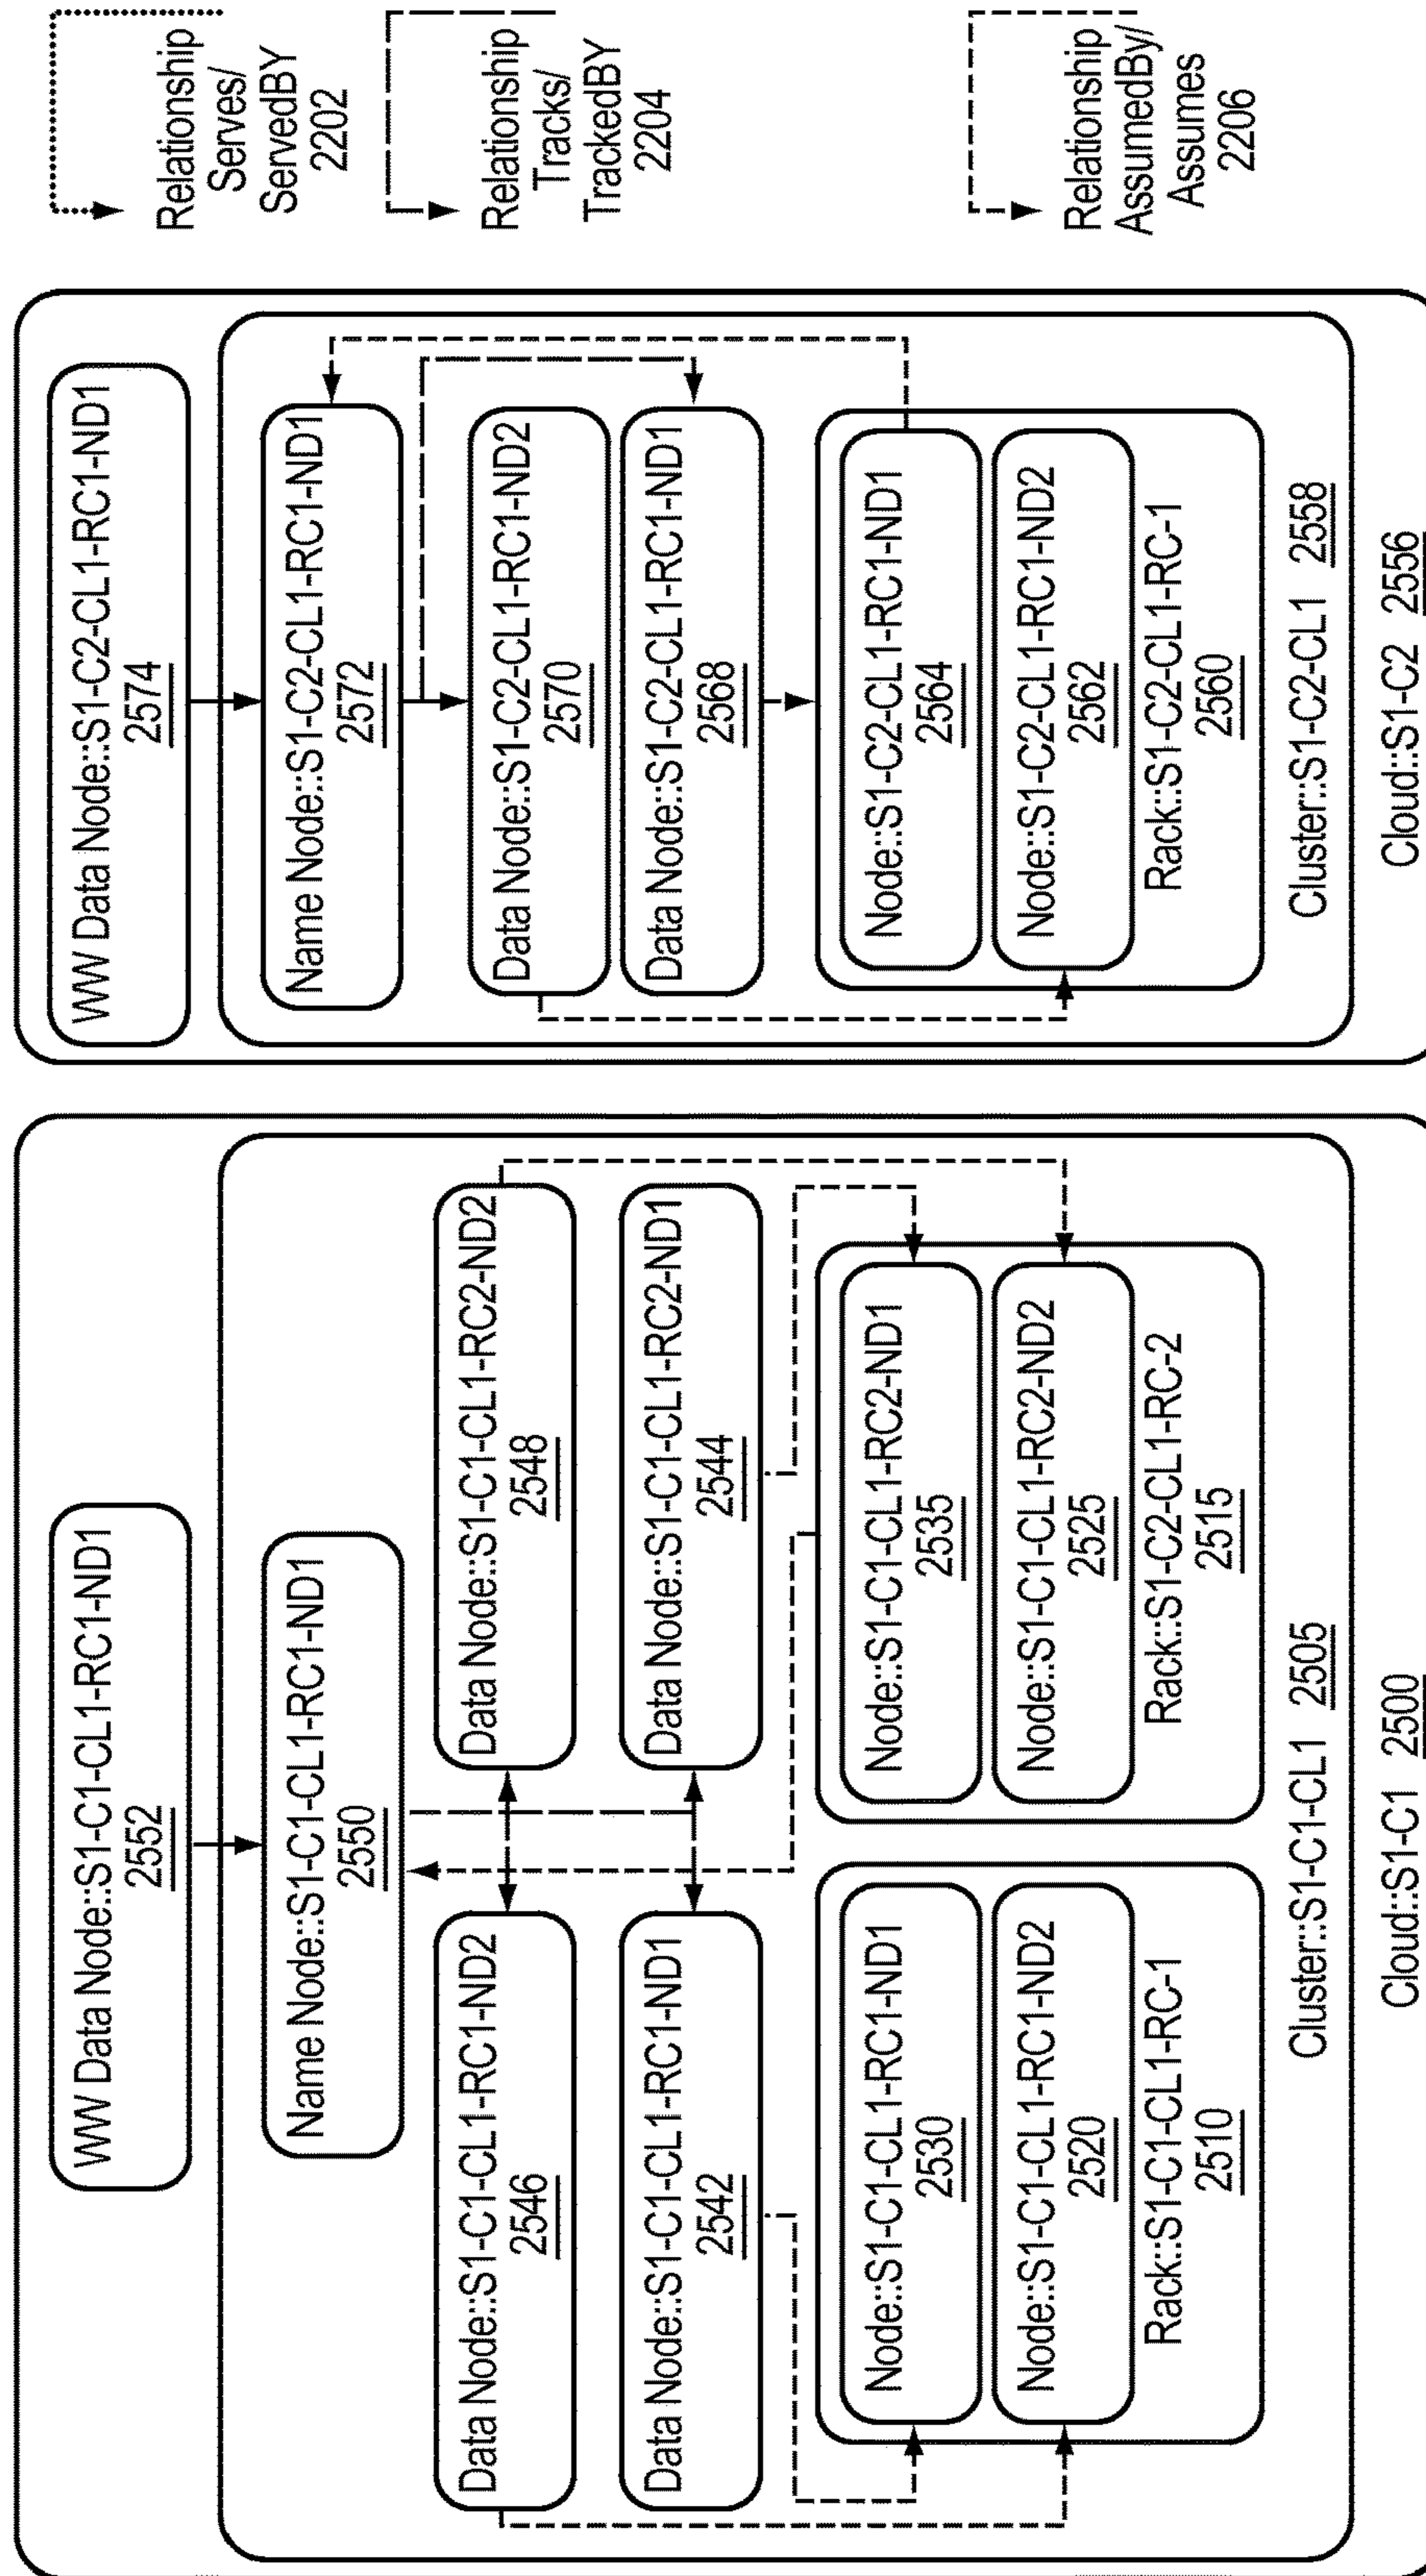 WW Data Node::S1-C1-CL1-RC1-ND1
2552
Name Node::S1-C1-CL1-RC1-ND1
2550
Data Node::S1-C1-CL1-RC1-ND2
2546
Data Node::S1-C1-CL1-RC2-ND2
2548
Data Node::S1-C1-CL1-RC1-ND1
2542
Data Node::S1-C1-CL1-RC2-ND1
2544
Node::S1-C1-CL1-RC1-ND1
2530
Node::S1-C1-CL1-RC1-ND2
2520
Rack::S1-C1-CL1-RC-1
2510
Node::S1-C1-CL1-RC2-ND1
2535
Node::S1-C1-CL1-RC2-ND2
2525
Rack::S1-C2-CL1-RC-2
2515
Cluster::S1-C1-CL1 2505
Cloud::S1-C1 2500
WW Data Node::S1-C2-CL1-RC1-ND1
2574
Name Node::S1-C2-CL1-RC1-ND1
2572
Data Node::S1-C2-CL1-RC1-ND2
2570
Data Node::S1-C2-CL1-RC1-ND1
2568
Node::S1-C2-CL1-RC1-ND1
2564
Node::S1-C2-CL1-RC1-ND2
2562
Rack::S1-C2-CL1-RC-1
2560
Cluster::S1-C2-CL1 2558
Cloud::S1-C2 2556
Relationship
Serves/
ServedBY
2202
Relationship
Tracks/
TrackedBY
2204
Relationship
AssumedBy/
Assumes
2206